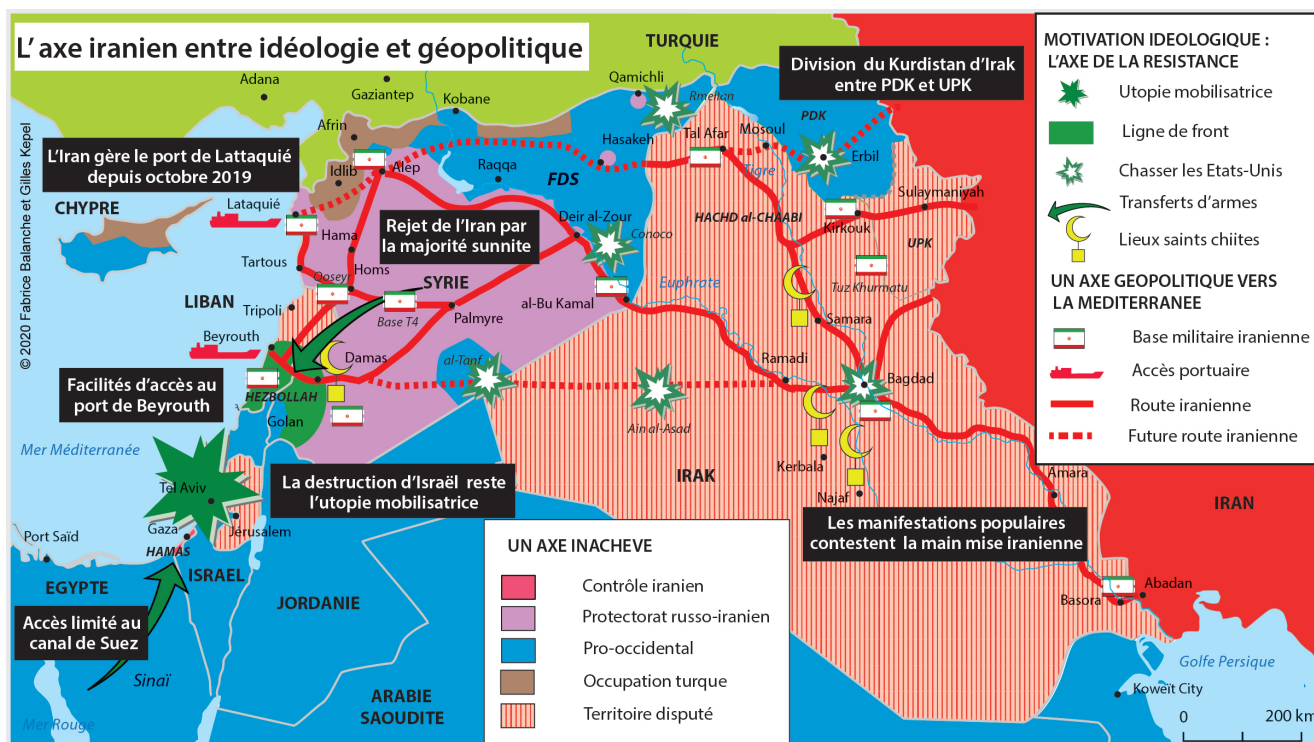 L'axe iranien entre idéologie et géopolitique
© 2020 Fabrice Balanche et Gilles Kepel
TURQUIE
Adana
Gaziantep
Kobane
Qamichli
Rmeilan
Afrin
Division du Kurdistan d'Irak
entre PDK et UPK
L'Iran gère le port de Lattaquié
depuis octobre 2019
Idlib
Alep
Raqqa
FDS
Hasakeh
Tal Afar
Mosoul
PDK
Erbil
Tigre
CHYPRE
Lataquié
Hama
Rejet de l'Iran par
la majorité sunnite
Deir al-Zour
Conoco
HACHD al-CHAABI
Sulaymaniyah
Kirkouk
UPK
Tartous
Homs
Qoseyr
SYRIE
Base T4
Palmyre
al-Bu Kamal
Euphrate
Tuz Khurmatu
LIBAN
Tripoli
Beyrouth
Samara
Damas
al-Tanf
Ramadi
Bagdad
Facilités d'accès au
port de Beyrouth
HEZBOLLAH
Golan
Ain al-Asad
Mer Méditerranée
Tel Aviv
La destruction d'Israël reste
l'utopie mobilisatrice
IRAK
Kerbala
Najaf
Amara
IRAN
Port Saïd
Gaza
HAMAS
Jérusalem
Les manifestations populaires
contestent la main mise iranienne
EGYPTE
ISRAEL
JORDANIE
Abadan
Basora
Accès limité au
canal de Suez
Sinaï
Mer Rouge
ARABIE
SAOUDITE
Golfe Persique
Koweït City
0
200 km
MOTIVATION IDEOLOGIQUE :
L'AXE DE LA RESISTANCE
Utopie mobilisatrice
Ligne de front
Chasser les Etats-Unis
Transferts d'armes
Lieux saints chiites
UN AXE GEOPOLITIQUE VERS
LA MEDITERRANEE
Base militaire iranienne
Accès portuaire
Route iranienne
Future route iranienne
UN AXE INACHEVE
Contrôle iranien
Protectorat russo-iranien
Pro-occidental
Occupation turque
Territoire disputé